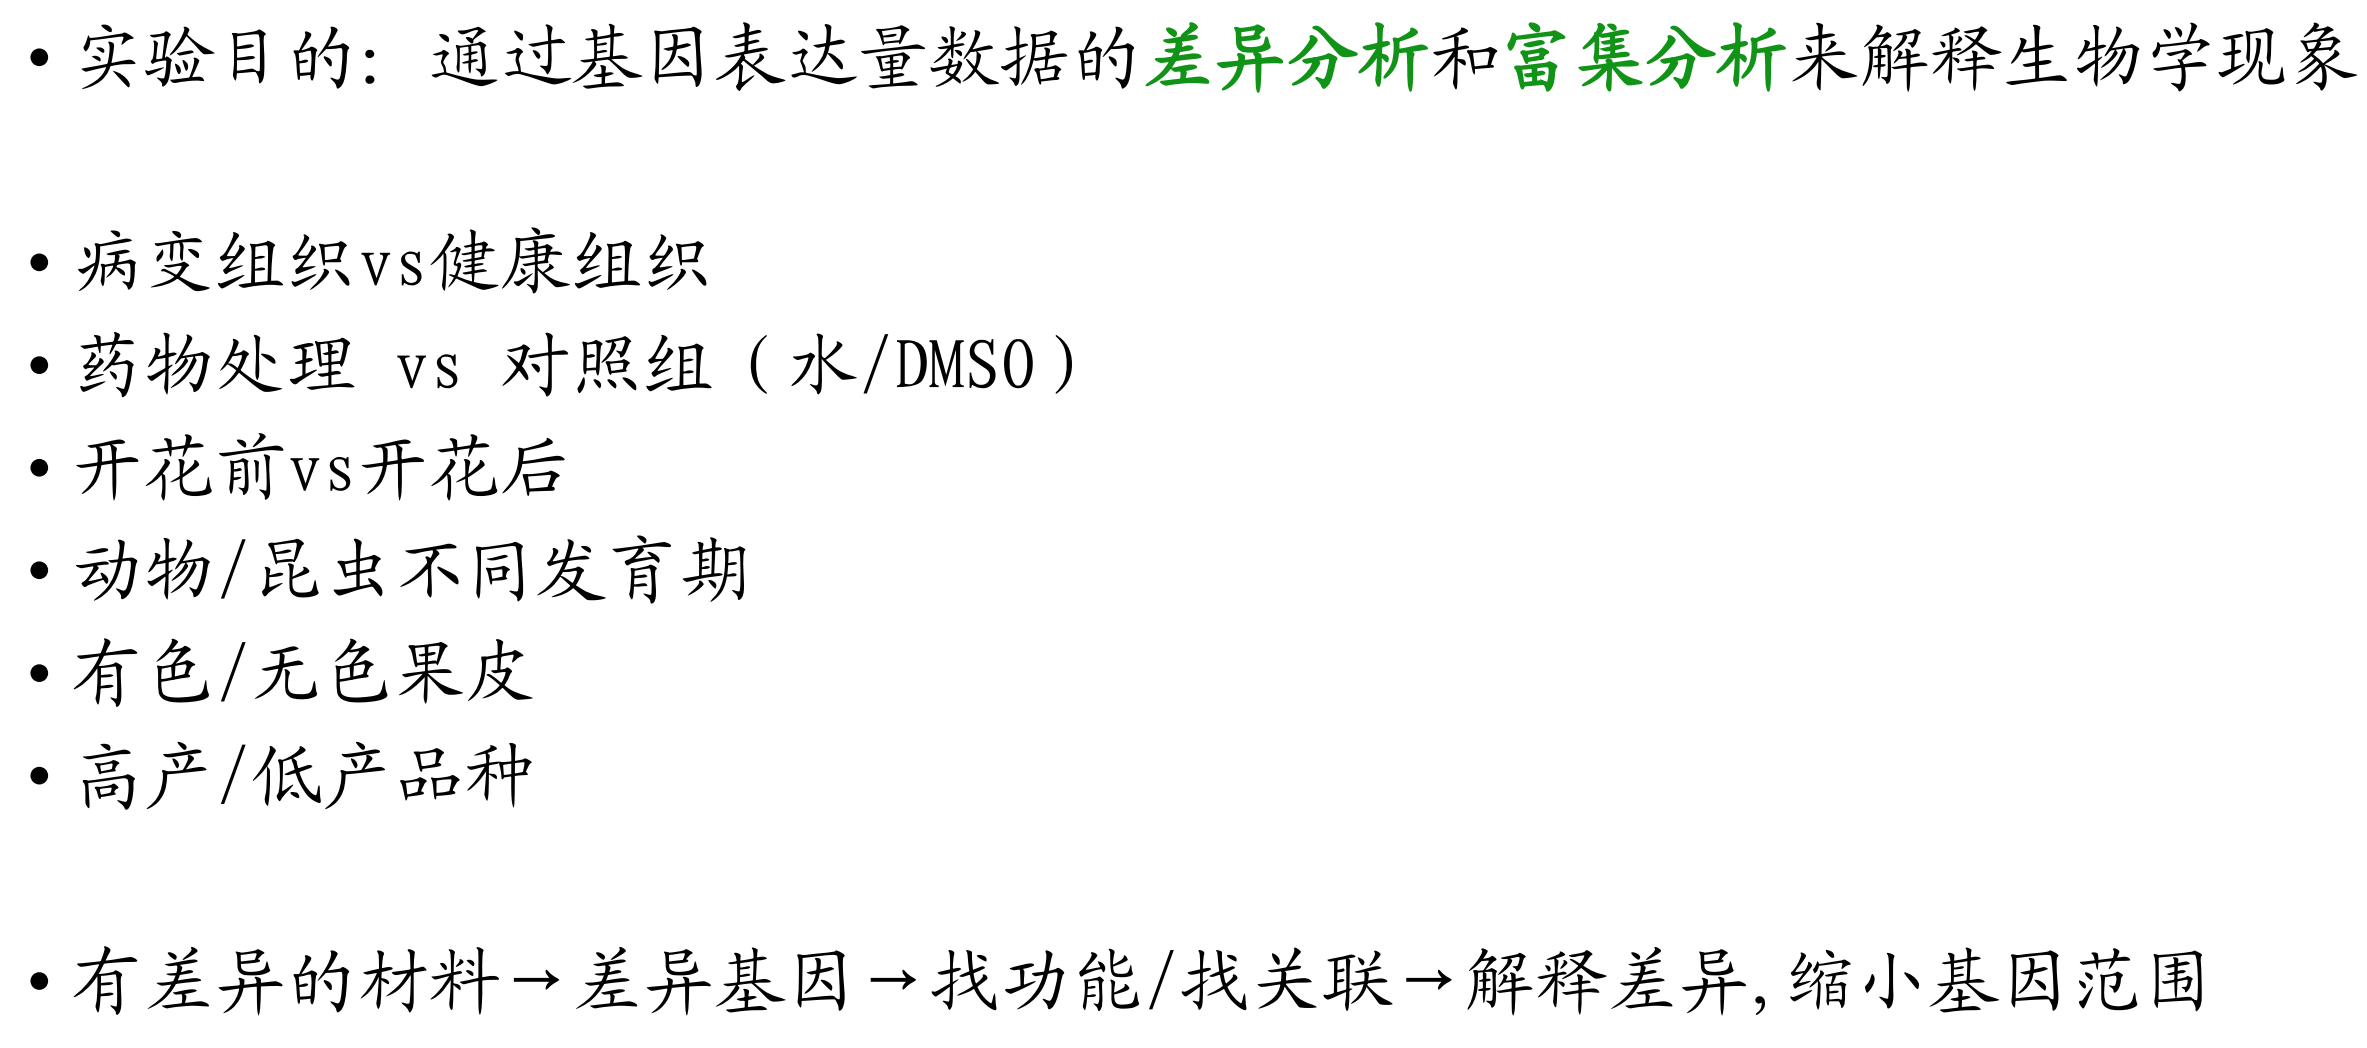 • 实验目的: 通过基因表达量数据的差异分析和富集分析来解释生物学现象
• 病变组织vs健康组织
• 药物处理 vs 对照组（水/DMSO）
• 开花前vs开花后
• 动物/昆虫不同发育期
• 有色/无色果皮
• 高产/低产品种
• 有差异的材料→差异基因→找功能/找关联→解释差异,缩小基因范围